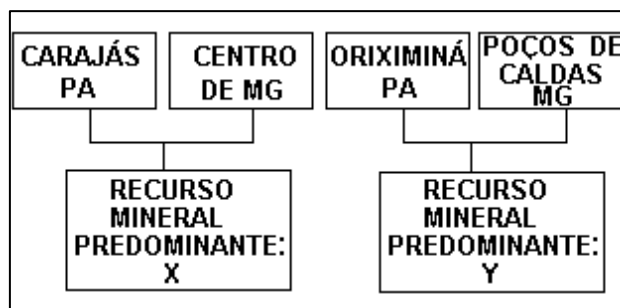 CARAJÁS
PA
CENTRO
DE MG
ORIXIMINÁ
PA
POÇOS DE
CALDAS
MG
RECURSO
MINERAL
PREDOMINANTE:
X
RECURSO
MINERAL
PREDOMINANTE:
Y